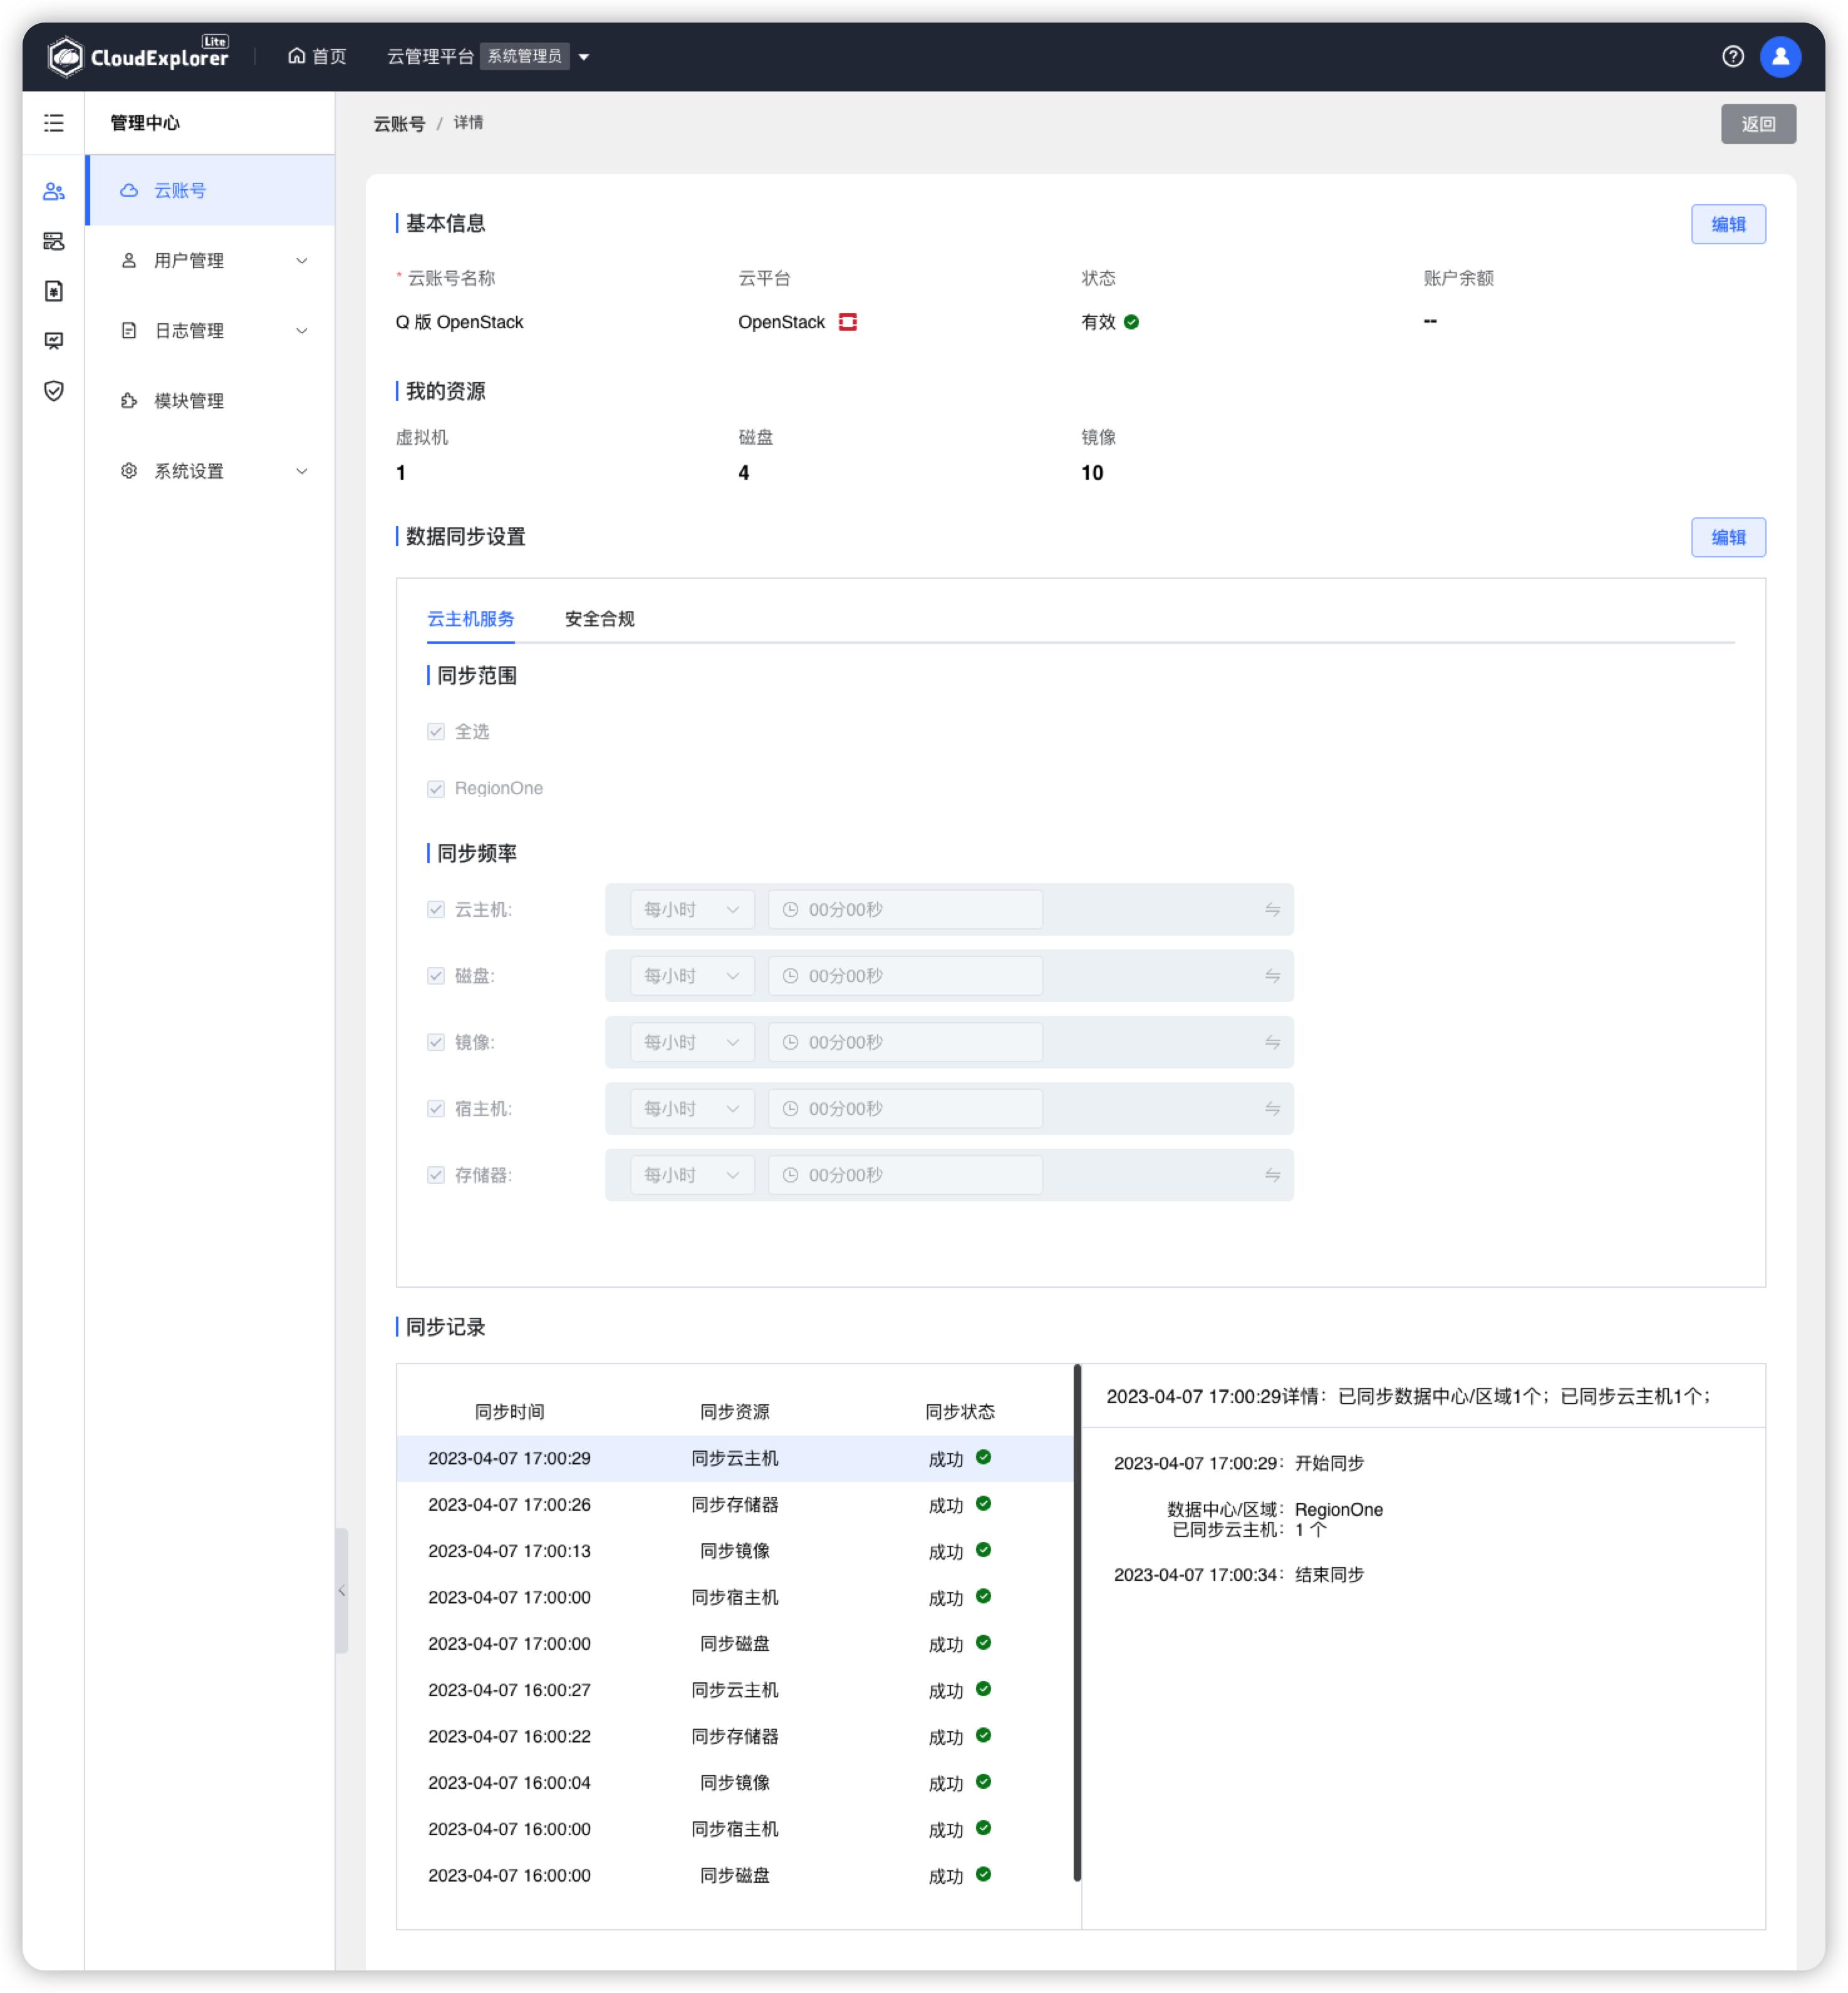 CloudExplorer Lite 首页 云管理平台 系统管理员
管理中心
云账号
用户管理
日志管理
模块管理
系统设置
云账号 / 详情 返回
基本信息 编辑
* 云账号名称 云平台 状态 账户余额
Q 版 OpenStack OpenStack 有效 --
我的资源
虚拟机 磁盘 镜像
1 4 10
数据同步设置 编辑
云主机服务 安全合规
同步范围
全选
RegionOne
同步频率
云主机: 每小时 00分00秒
磁盘: 每小时 00分00秒
镜像: 每小时 00分00秒
宿主机: 每小时 00分00秒
存储器: 每小时 00分00秒
同步记录
同步时间 同步资源 同步状态
2023-04-07 17:00:29 同步云主机 成功
2023-04-07 17:00:26 同步存储器 成功
2023-04-07 17:00:13 同步镜像 成功
2023-04-07 17:00:00 同步宿主机 成功
2023-04-07 17:00:00 同步磁盘 成功
2023-04-07 16:00:27 同步云主机 成功
2023-04-07 16:00:22 同步存储器 成功
2023-04-07 16:00:04 同步镜像 成功
2023-04-07 16:00:00 同步宿主机 成功
2023-04-07 16:00:00 同步磁盘 成功
2023-04-07 17:00:29详情：已同步数据中心/区域1个；已同步云主机1个；
2023-04-07 17:00:29：开始同步
数据中心/区域：RegionOne
已同步云主机：1 个
2023-04-07 17:00:34：结束同步